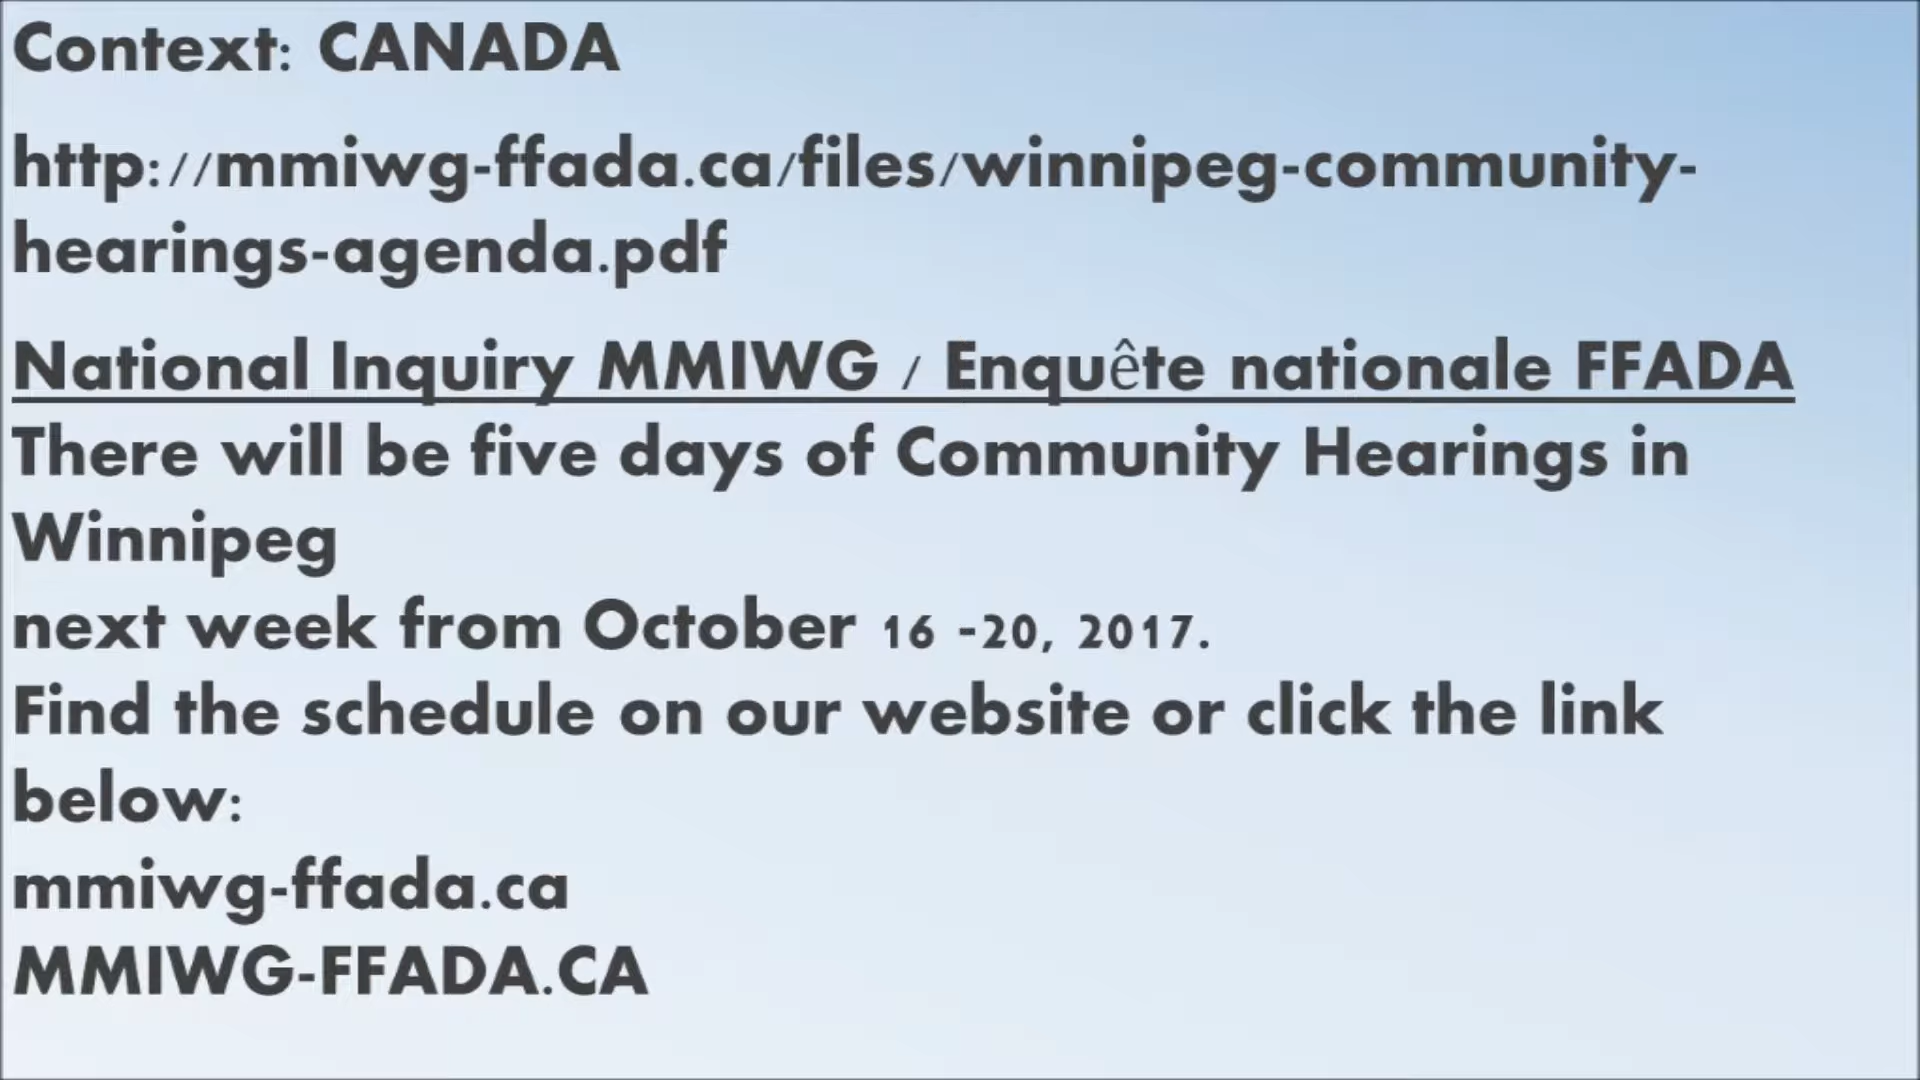 Context: CANADA
http://mmiwg-ffada.ca/files/winnipeg-community-
hearings-agenda.pdf
National Inquiry MMIWG / Enquête nationale FFADA
There will be five days of Community Hearings in
Winnipeg
next week from October 16 -20, 2017.
Find the schedule on our website or click the link
below:
mmiwg-ffada.ca
MMIWG-FFADA.CA